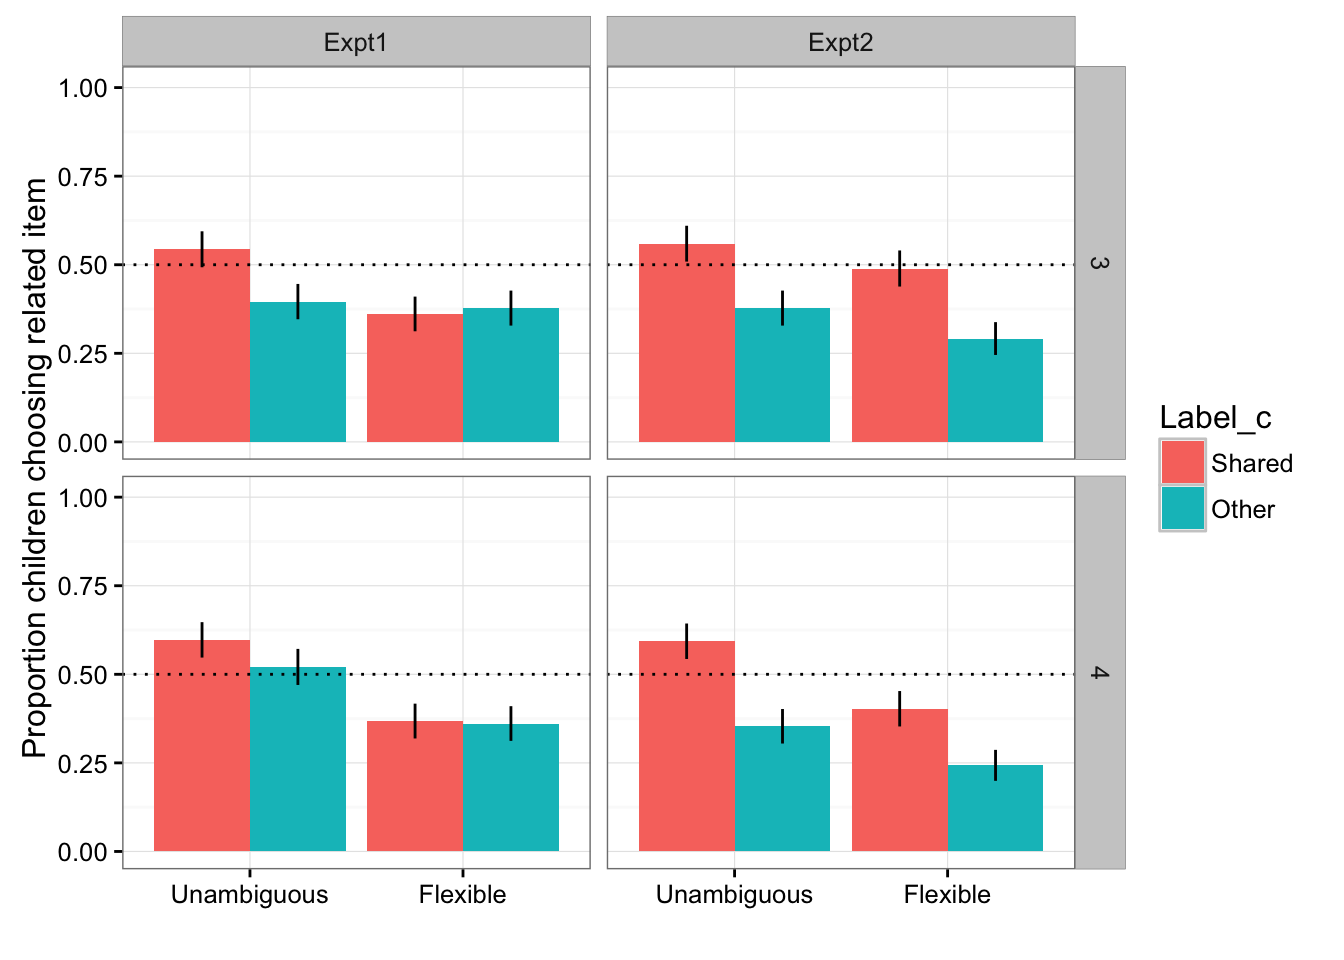 Expt1
Expt2
Proportion children choosing related item
1.00
0.75
0.50
0.25
0.00
3
1.00
0.75
0.50
0.25
0.00
4
Unambiguous
Flexible
Unambiguous
Flexible
Label_c
Shared
Other